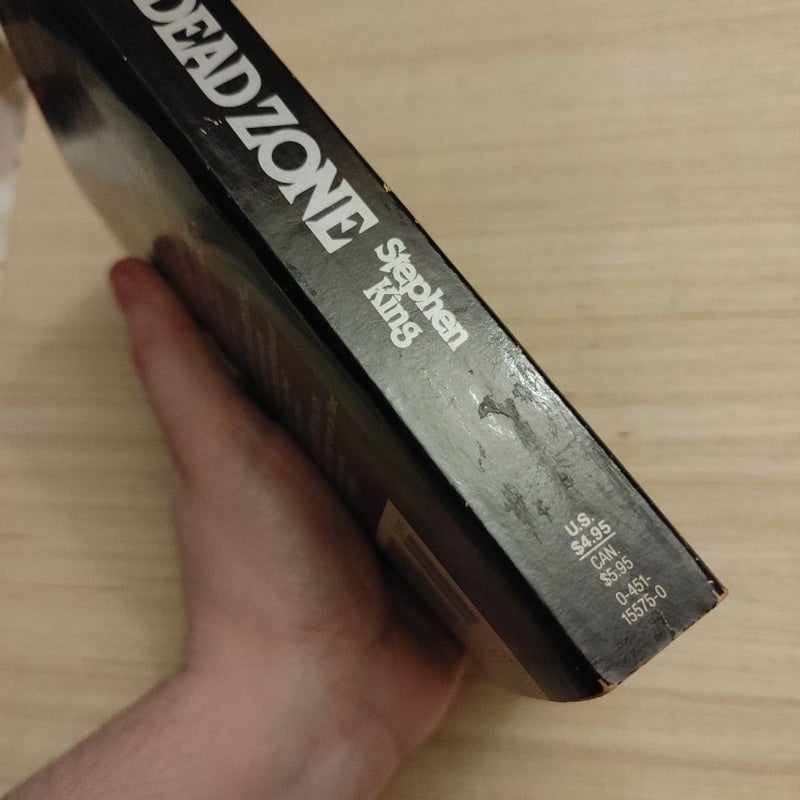 DEAD ZONE
Stephen
King
U.S.
$4.95
CAN.
$5.95
0-451-
15575-0